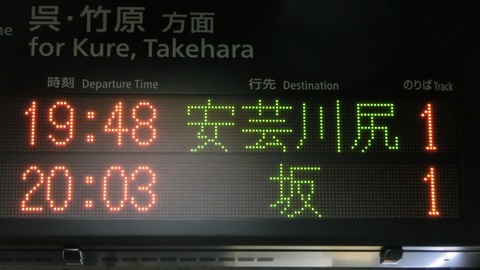 呉・竹原 方面
ne for Kure, Takehara
時刻 Departure Time 行先 Destination のりば Track
19:48 安芸川尻 1
20:03 坂 1